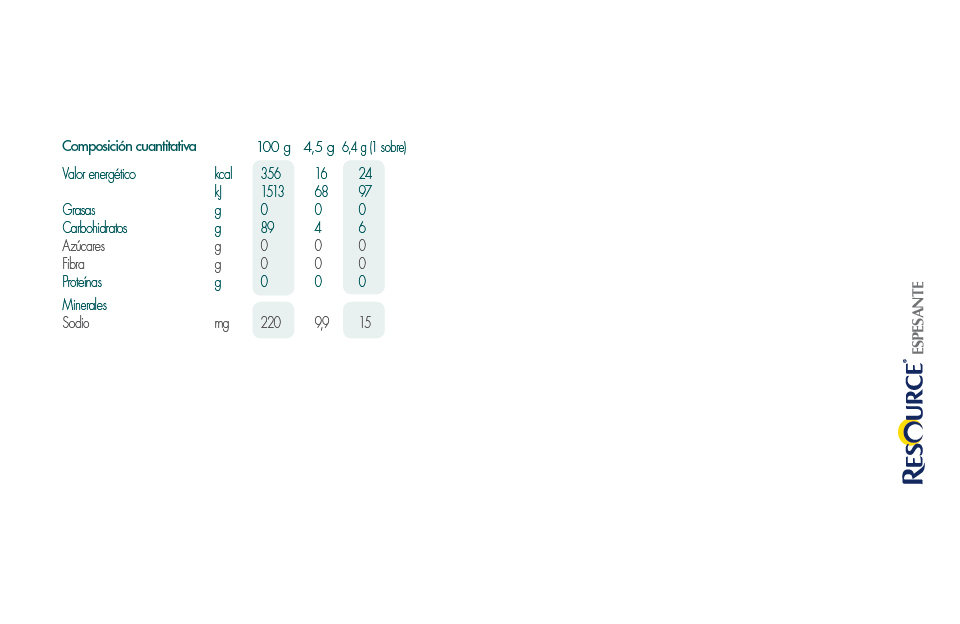 Composición cuantitativa 100 g 4,5 g 6,4 g (1 sobre)
Valor energético kcal 356 16 24
kJ 1513 68 97
Grasas g 0 0 0
Carbohidratos g 89 4 6
Azúcares g 0 0 0
Fibra g 0 0 0
Proteínas g 0 0 0
Minerales
Sodio mg 220 9,9 15
RESOURCE® ESPESANTE